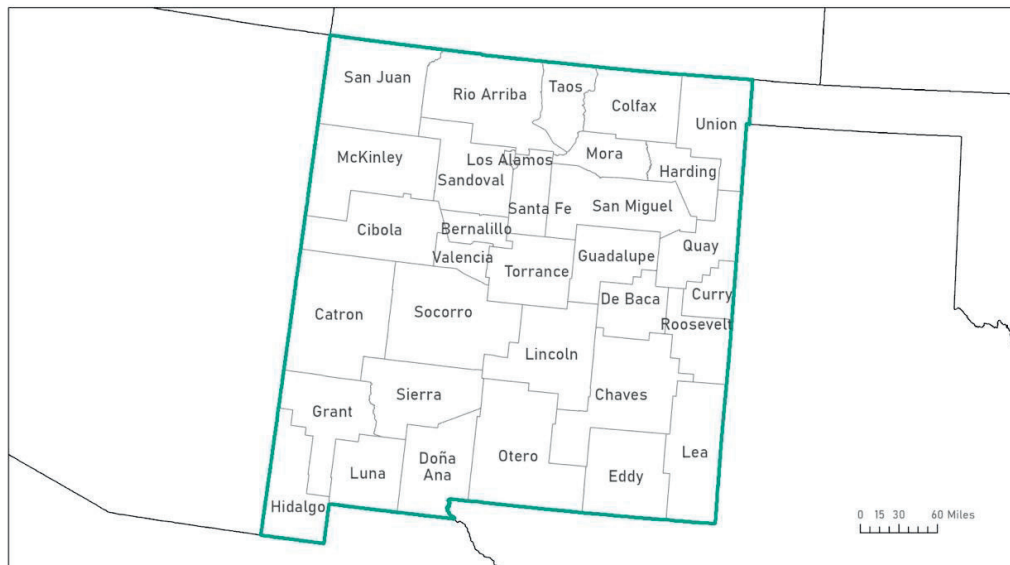 San Juan
Rio Arriba
Taos
Colfax
Union
McKinley
Los Alamos
Mora
Harding
Sandoval
Santa Fe
San Miguel
Cibola
Bernalillo
Quay
Valencia
Guadalupe
Torrance
De Baca
Curry
Catron
Socorro
Roosevelt
Lincoln
Sierra
Chaves
Grant
Doña
Ana
Otero
Lea
Luna
Eddy
Hidalgo
0 15 30 60 Miles